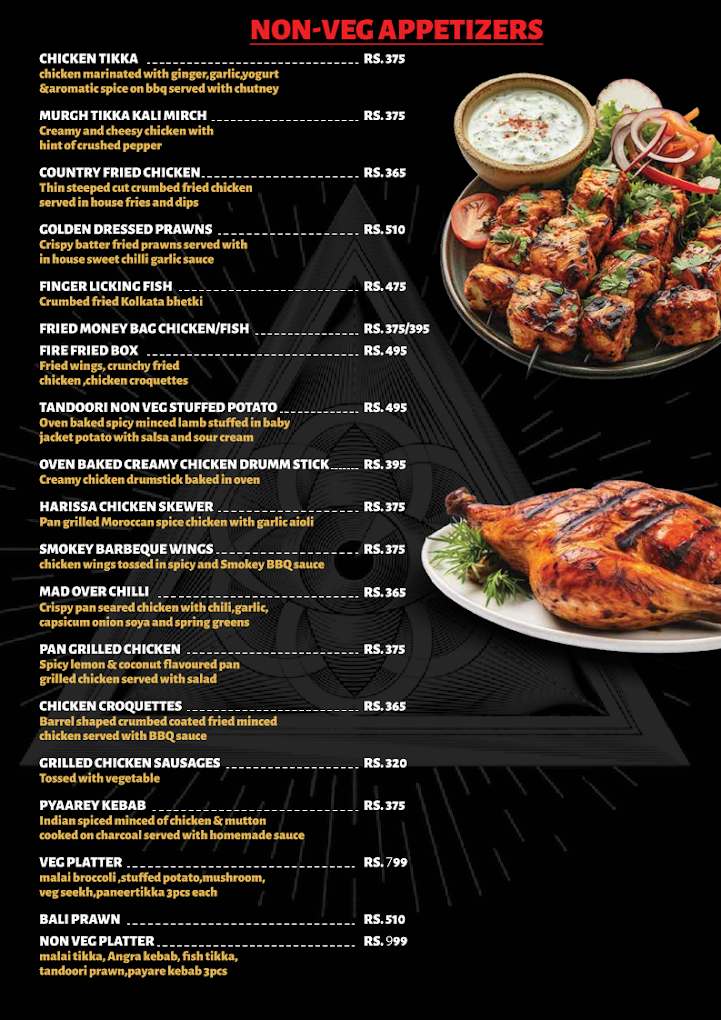 NON-VEG APPETIZERS
CHICKEN TIKKA RS. 375
chicken marinated with ginger,garlic,yogurt
&aromatic spice on bbq served with chutney
MURGH TIKKA KALI MIRCH RS. 375
Creamy and cheesy chicken with
hint of crushed pepper
COUNTRY FRIED CHICKEN RS. 365
Thin steeped cut crumbed fried chicken
served in house fries and dips
GOLDEN DRESSED PRAWNS RS. 510
Crispy batter fried prawns served with
in house sweet chilli garlic sauce
FINGER LICKING FISH RS. 475
Crumbed fried Kolkata bhetki
FRIED MONEY BAG CHICKEN/FISH RS. 375/395
FIRE FRIED BOX RS. 495
Fried wings, crunchy fried
chicken ,chicken croquettes
TANDOORI NON VEG STUFFED POTATO RS. 495
Oven baked spicy minced lamb stuffed in baby
jacket potato with salsa and sour cream
OVEN BAKED CREAMY CHICKEN DRUMM STICK RS. 395
Creamy chicken drumstick baked in oven
HARISSA CHICKEN SKEWER RS. 375
Pan grilled Moroccan spice chicken with garlic aioli
SMOKEY BARBEQUE WINGS RS. 375
chicken wings tossed in spicy and Smokey BBQ sauce
MAD OVER CHILLI RS. 365
Crispy pan seared chicken with chili,garlic,
capsicum onion soya and spring greens
PAN GRILLED CHICKEN RS. 375
Spicy lemon & coconut flavoured pan
grilled chicken served with salad
CHICKEN CROQUETTES RS. 365
Barrel shaped crumbed coated fried minced
chicken served with BBQ sauce
GRILLED CHICKEN SAUSAGES RS. 320
Tossed with vegetable
PYAAREY KEBAB RS. 375
Indian spiced minced of chicken & mutton
cooked on charcoal served with homemade sauce
VEG PLATTER RS. 799
malai broccoli ,stuffed potato,mushroom,
veg seekh,paneertikka 3pcs each
BALI PRAWN RS. 510
NON VEG PLATTER RS. 999
malai tikka, Angra kebab, fish tikka,
tandoori prawn,payare kebab 3pcs